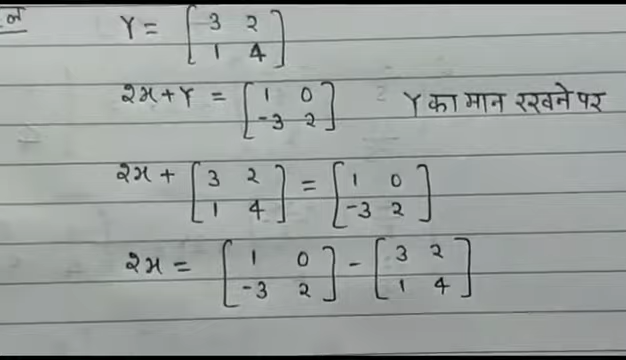 हल
Y = [3 2
1 4]
2x + Y = [1 0
-3 2] Y का मान रखने पर
2x + [3 2
1 4] = [1 0
-3 2]
2x = [1 0
-3 2] - [3 2
1 4]